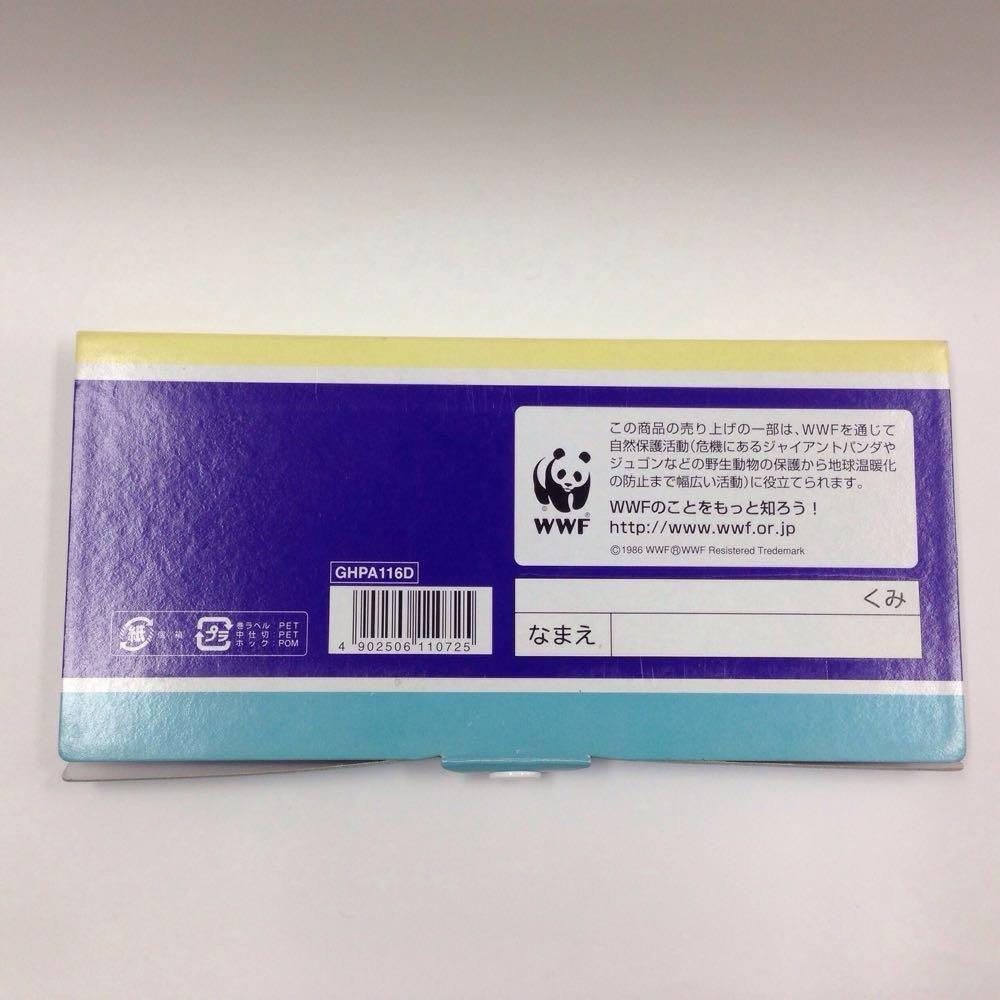 この商品の売り上げの一部は、WWFを通じて
自然保護活動(危機にあるジャイアントパンダや
ジュゴンなどの野生動物の保護から地球温暖化
の防止まで幅広い活動)に役立てられます。
WWFのことをもっと知ろう!
http://www.wwf.or.jp
©1986 WWF®WWF Registered Tredemark
® WWF
GHPA116D
4 902506 110725
くみ
なまえ
紙
個 箱
プラ
巻ラベル:PET
中仕切:PET
ホック:POM